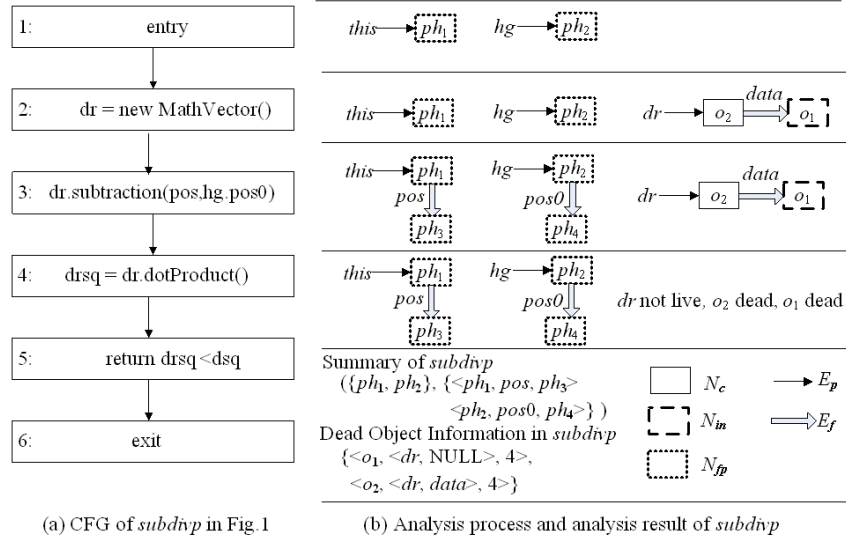 1: entry
2: dr = new MathVector()
3: dr.subtraction(pos,hg.pos0)
4: drsq = dr.dotProduct()
5: return drsq <dsq
6: exit
(a) CFG of subdivp in Fig.1
this ph1 hg ph2
this ph1 hg ph2 dr o2 data o1
this ph1 hg ph2 dr o2 data o1
pos pos0
ph3 ph4
this ph1 hg ph2
pos pos0 dr not live, o2 dead, o1 dead
ph3 ph4
Summary of subdivp
({ph1, ph2}, {<ph1, pos, ph3>
<ph2, pos0, ph4>} )
Dead Object Information in subdivp
{<o1, <dr, NULL>, 4>,
<o2, <dr, data>, 4>}
Nc Ep
Nin Ef
Nfp
(b) Analysis process and analysis result of subdivp